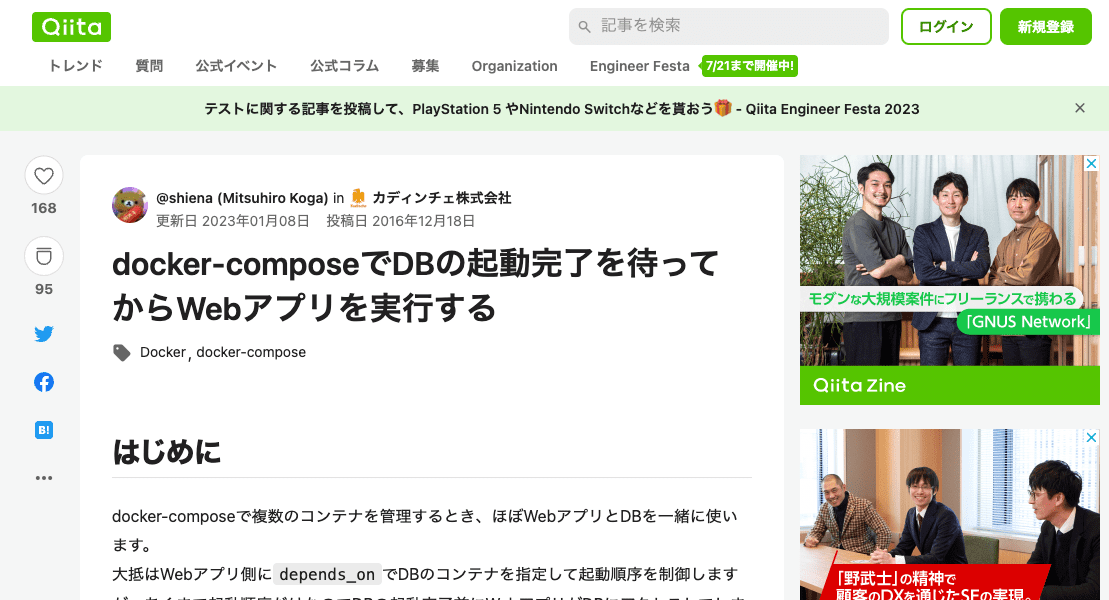 Qiita
記事を検索
ログイン
新規登録
トレンド
質問
公式イベント
公式コラム
募集
Organization
Engineer Festa
7/21まで開催中!
テストに関する記事を投稿して、PlayStation 5 やNintendo Switchなどを貰おう🎁 - Qiita Engineer Festa 2023
168
95
B!
@shiena (Mitsuhiro Koga) in カディンチェ株式会社
更新日 2023年01月08日 投稿日 2016年12月18日
docker-composeでDBの起動完了を待って
からWebアプリを実行する
Docker , docker-compose
はじめに
docker-composeで複数のコンテナを管理するとき、ほぼWebアプリとDBを一緒に使い
ます。
大抵はWebアプリ側に depends_on でDBのコンテナを指定して起動順序を制御します
モダンな大規模案件にフリーランスで携わる
「GNUS Network」
Qiita Zine
「野武士」の精神で
顧客のDXを通じたSEの実現。